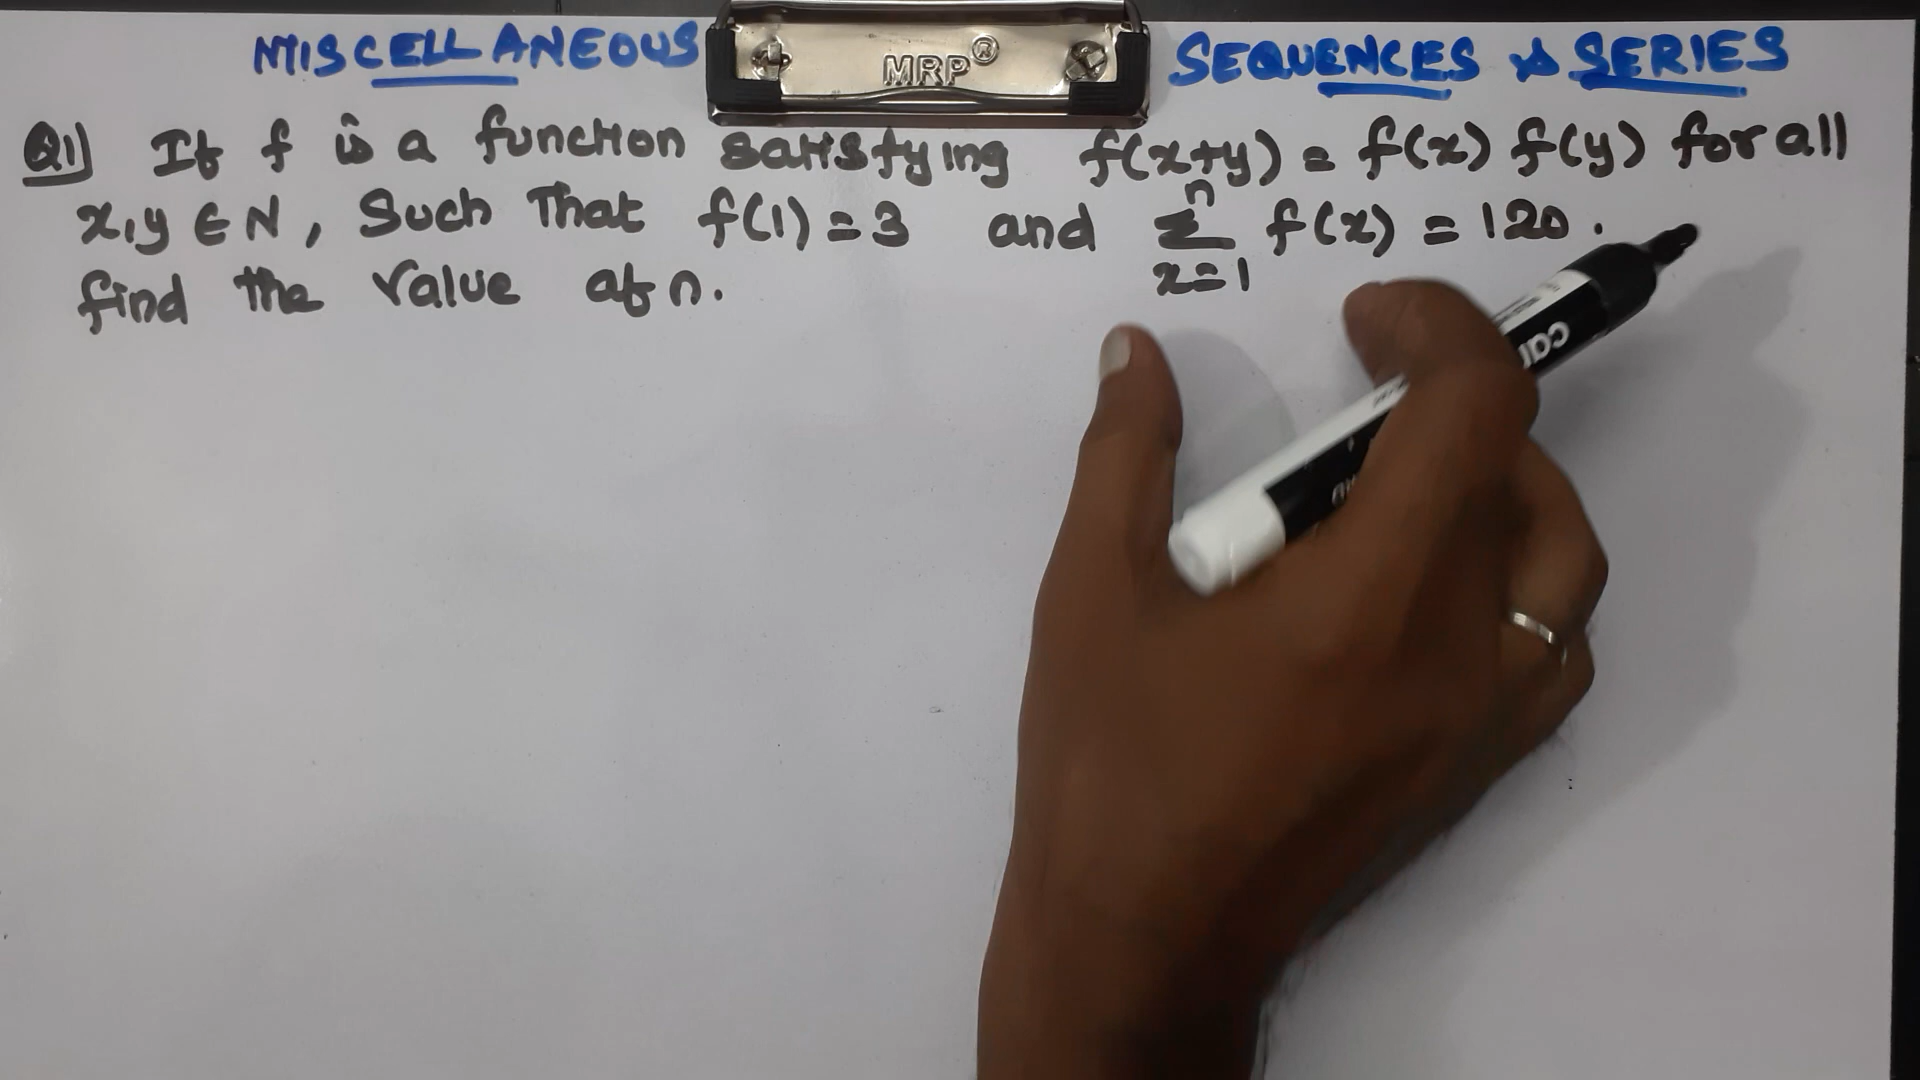 MISCELLANEOUS MRP® SEQUENCES & SERIES
Q1) If f is a function satisfying f(x+y) = f(x) f(y) for all
x,y ∈ N, Such That f(1) = 3 and \sum_{x=1}^{n} f(x) = 120.
find the value of n.